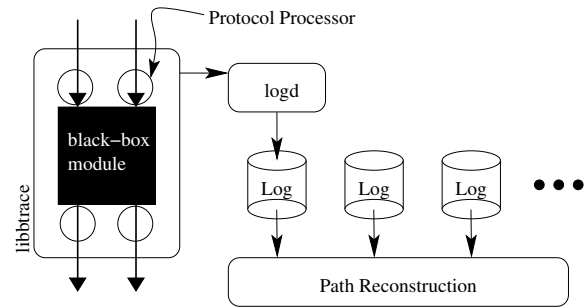 Protocol Processor
logd
black-box
module
libbtrace
Log
Log
Log
Path Reconstruction